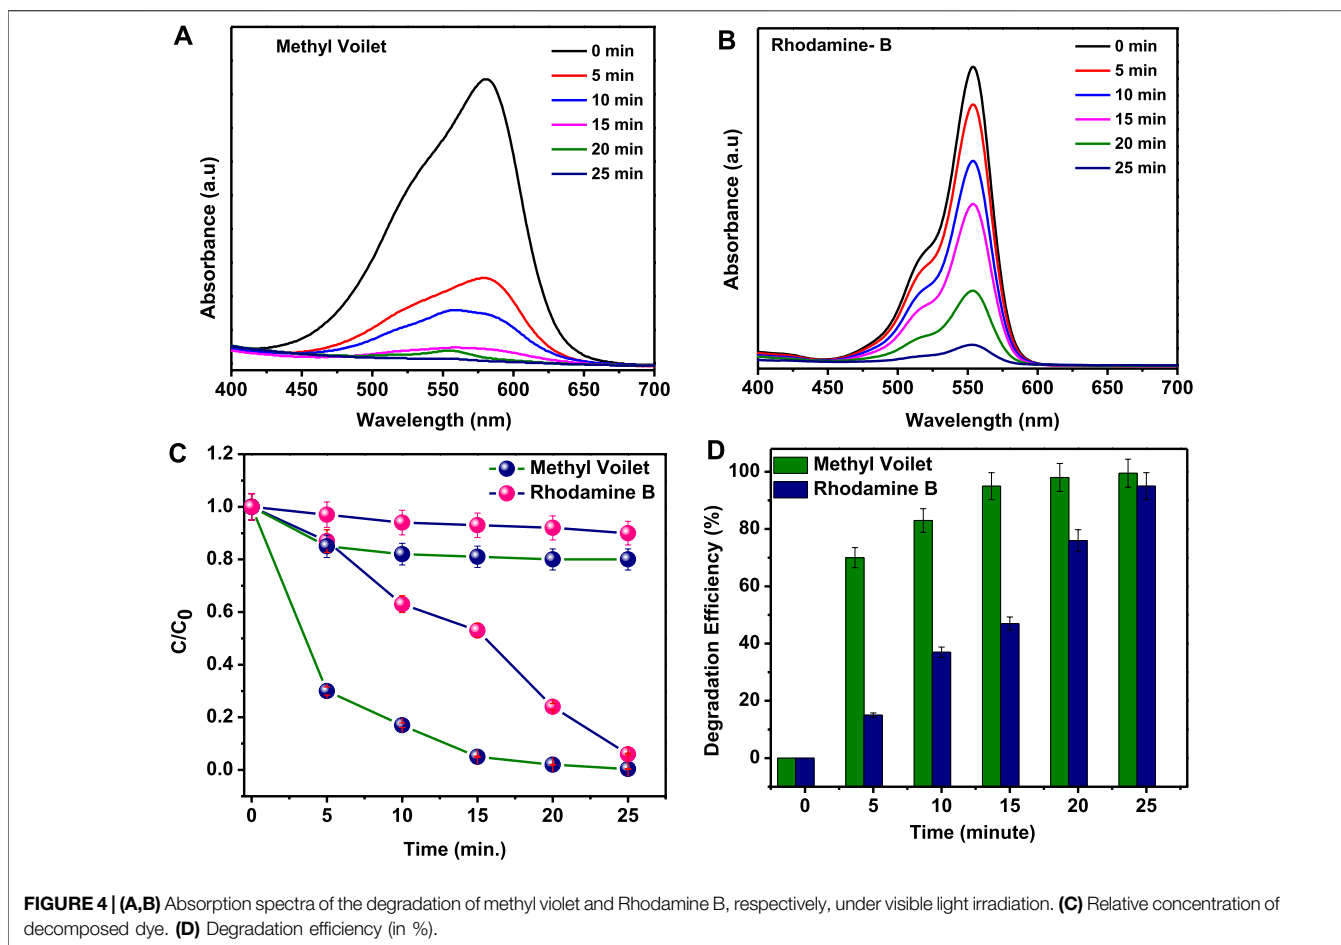 A
Methyl Voilet
0 min
5 min
10 min
15 min
20 min
25 min
Absorbance (a.u)
400 450 500 550 600 650 700
Wavelength (nm)
B
Rhodamine- B
0 min
5 min
10 min
15 min
20 min
25 min
Absorbance (a.u)
400 450 500 550 600 650 700
Wavelength (nm)
C
Methyl Voilet
Rhodamine B
1.2
1.0
0.8
0.6
0.4
0.2
0.0
C/C0
0 5 10 15 20 25
Time (min.)
D
Methyl Voilet
Rhodamine B
100
80
60
40
20
0
Degradation Efficiency (%)
0 5 10 15 20 25
Time (minute)
FIGURE 4 | (A,B) Absorption spectra of the degradation of methyl violet and Rhodamine B, respectively, under visible light irradiation. (C) Relative concentration of
decomposed dye. (D) Degradation efficiency (in %).